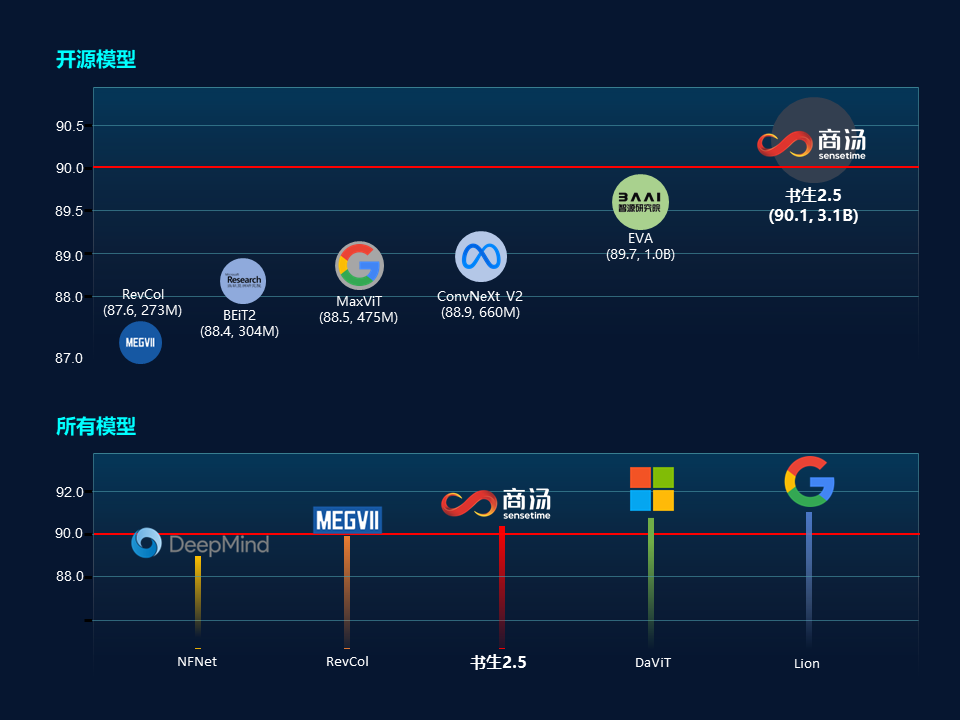 开源模型
90.5
90.0
89.5
89.0
88.0
87.0
商汤
sensetime
书生2.5
(90.1, 3.1B)
BAAI
智源研究院
EVA
(89.7, 1.0B)
ConvNeXt V2
(88.9, 660M)
MaxViT
(88.5, 475M)
Microsoft
Research
BEiT2
(88.4, 304M)
RevCol
(87.6, 273M)
MEGVII
所有模型
92.0
90.0
88.0
DeepMind
MEGVII
商汤
sensetime
NFNet
RevCol
书生2.5
DaViT
Lion